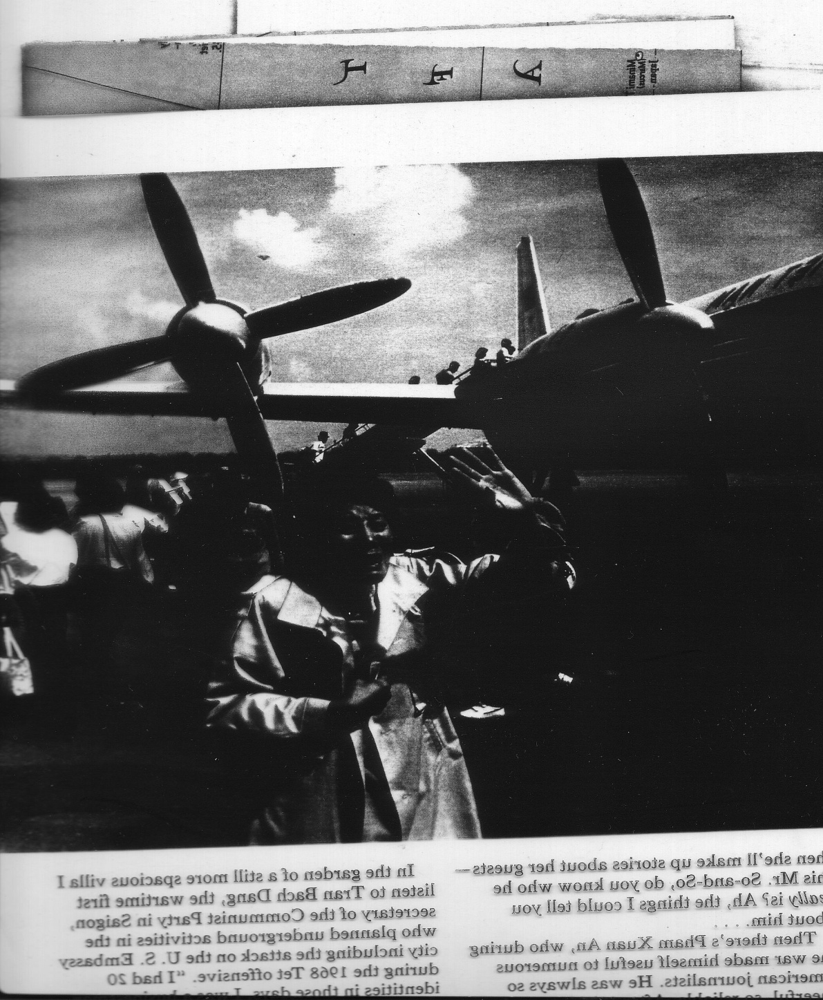 Japan
(Marcus)
Minami
hen she'll make up stories about her guests—
his Mr. So-and-So, do you know who he
eally is? Ah, the things I could tell you
bout him. . . .
Then there's Pham Xuan An, who during
he war made himself useful to numerous
merican journalists. He was always so
so reliable.
In the garden of a still more spacious villa I
listen to Tran Bach Dang, the wartime first
secretary of the Communist Party in Saigon,
who planned underground activities in the
city including the attack on the U. S. Embassy
during the 1968 Tet offensive. “I had 20
identities in those days. I was a